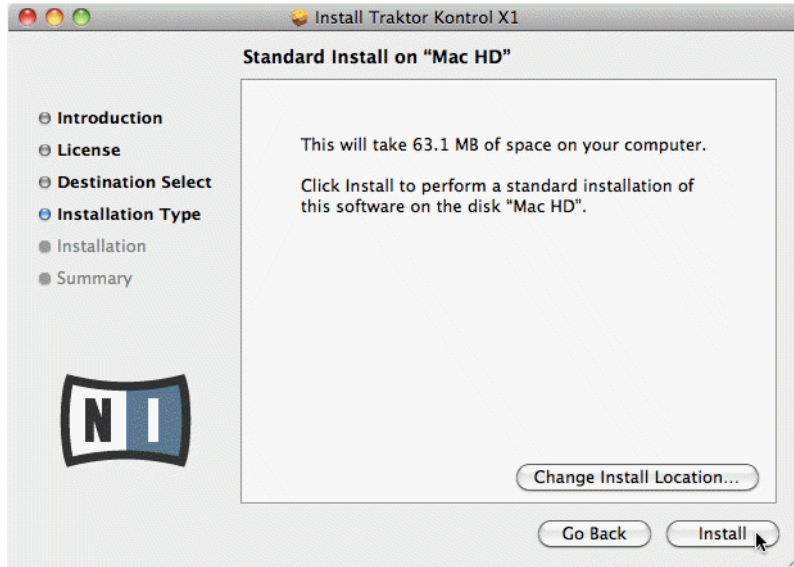 Install Traktor Kontrol X1
Standard Install on “Mac HD”
Introduction
License
Destination Select
Installation Type
Installation
Summary
This will take 63.1 MB of space on your computer.
Click Install to perform a standard installation of
this software on the disk “Mac HD”.
NI
Change Install Location...
Go Back
Install